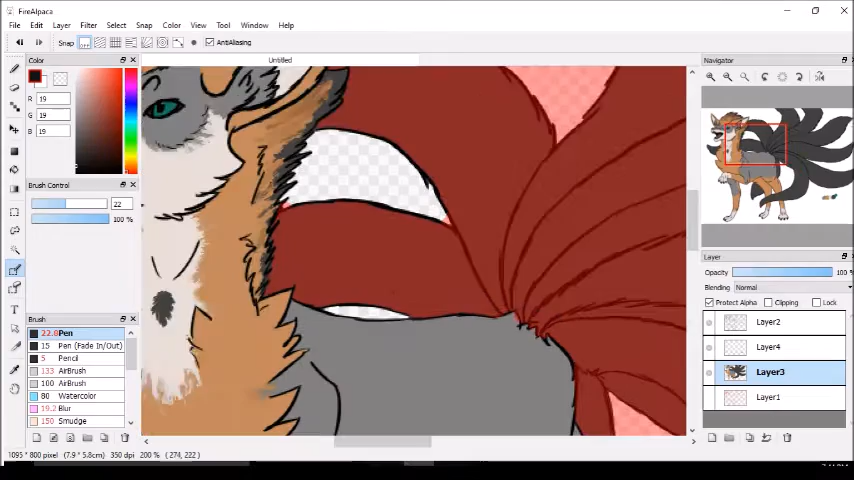 FireAlpaca
File Edit Layer Filter Select Snap Color View Tool Window Help
Snap OFF AntiAliasing
Color
Untitled
Navigator
R 19
G 19
B 19
Brush Control
22
100 %
Brush
22.0 Pen
15 Pen (Fade In/Out)
5 Pencil
133 AirBrush
100 AirBrush
80 Watercolor
19.2 Blur
150 Smudge
Layer
Opacity 100 %
Blending Normal
Protect Alpha Clipping Lock
Layer2
Layer4
Layer3
Layer1
1095 * 800 pixel (7.9 * 5.8cm) 350 dpi 200 % ( 274, 222 )